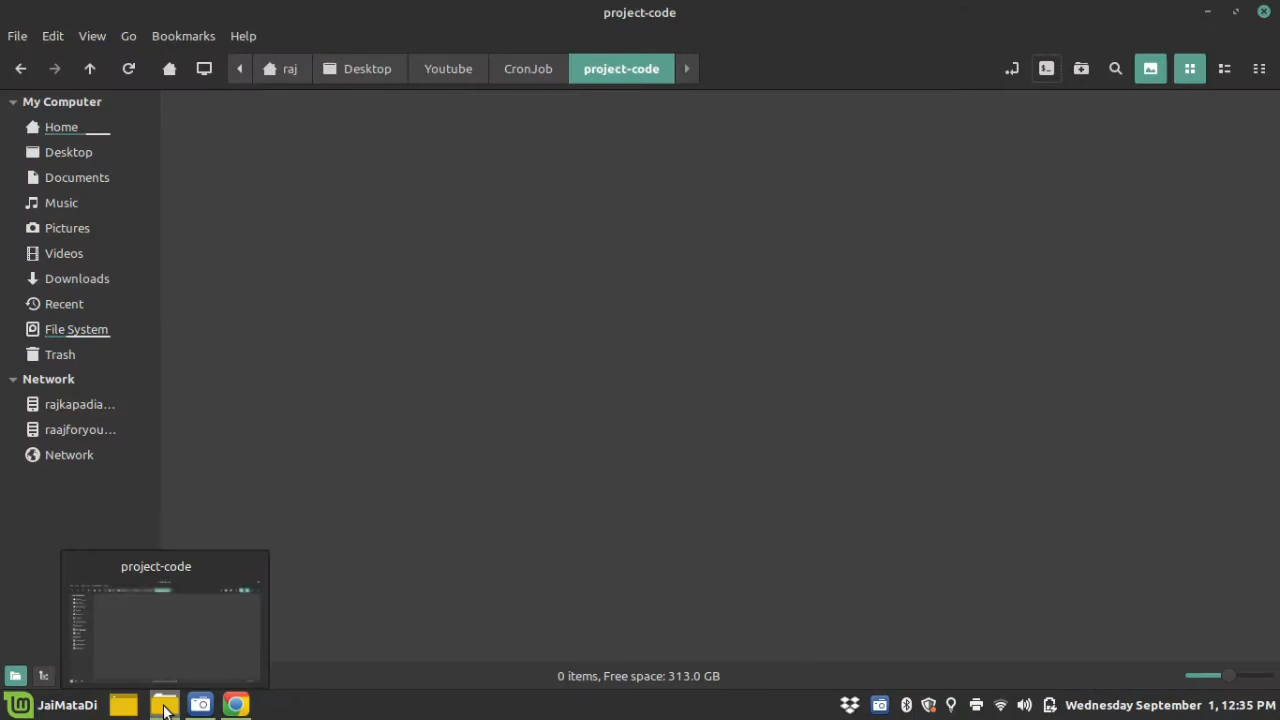 project-code
File Edit View Go Bookmarks Help
raj Desktop Youtube CronJob project-code
My Computer
Home
Desktop
Documents
Music
Pictures
Videos
Downloads
Recent
File System
Trash
Network
rajkapadia...
raajforyou...
Network
project-code
0 items, Free space: 313.0 GB
JaiMataDi
Wednesday September 1, 12:35 PM